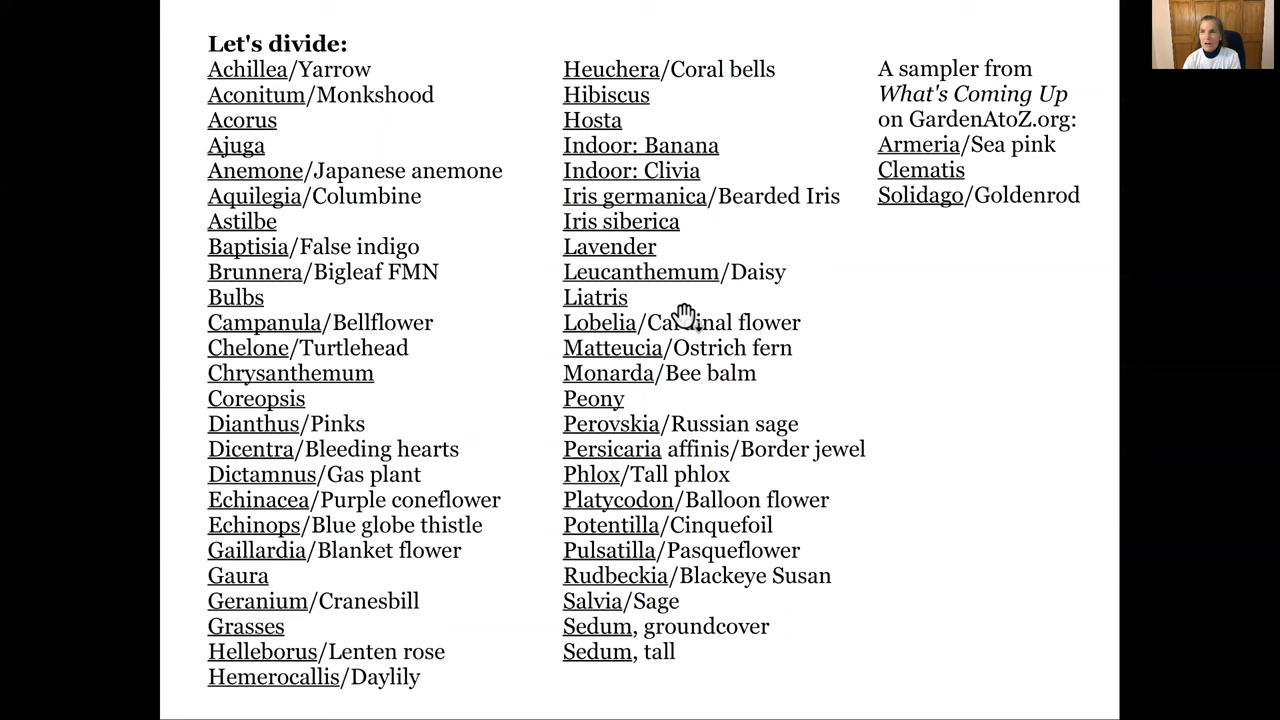 Let's divide:
Achillea/Yarrow
Aconitum/Monkshood
Acorus
Ajuga
Anemone/Japanese anemone
Aquilegia/Columbine
Astilbe
Baptisia/False indigo
Brunnera/Bigleaf FMN
Bulbs
Campanula/Bellflower
Chelone/Turtlehead
Chrysanthemum
Coreopsis
Dianthus/Pinks
Dicentra/Bleeding hearts
Dictamnus/Gas plant
Echinacea/Purple coneflower
Echinops/Blue globe thistle
Gaillardia/Blanket flower
Gaura
Geranium/Cranesbill
Grasses
Helleborus/Lenten rose
Hemerocallis/Daylily
Heuchera/Coral bells
Hibiscus
Hosta
Indoor: Banana
Indoor: Clivia
Iris germanica/Bearded Iris
Iris siberica
Lavender
Leucanthemum/Daisy
Liatris
Lobelia/Cardinal flower
Matteucia/Ostrich fern
Monarda/Bee balm
Peony
Perovskia/Russian sage
Persicaria affinis/Border jewel
Phlox/Tall phlox
Platycodon/Balloon flower
Potentilla/Cinquefoil
Pulsatilla/Pasqueflower
Rudbeckia/Blackeye Susan
Salvia/Sage
Sedum, groundcover
Sedum, tall
A sampler from
What's Coming Up
on GardenAtoZ.org:
Armeria/Sea pink
Clematis
Solidago/Goldenrod